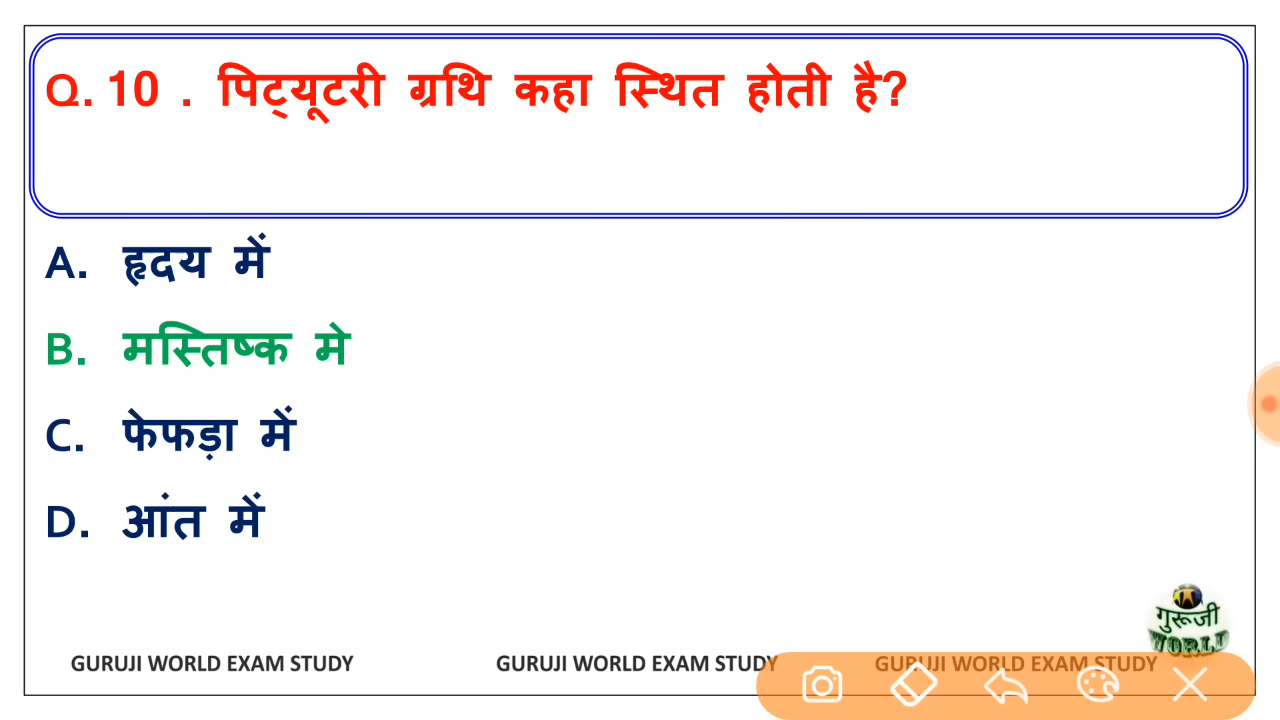 Q. 10 . पिट्यूटरी ग्रथि कहा स्थित होती है?
A. हृदय में
B. मस्तिष्क मे
C. फेफड़ा में
D. आंत में
गुरूजी
WORLD
GURUJI WORLD EXAM STUDY GURUJI WORLD EXAM STUDY GURUJI WORLD EXAM STUDY